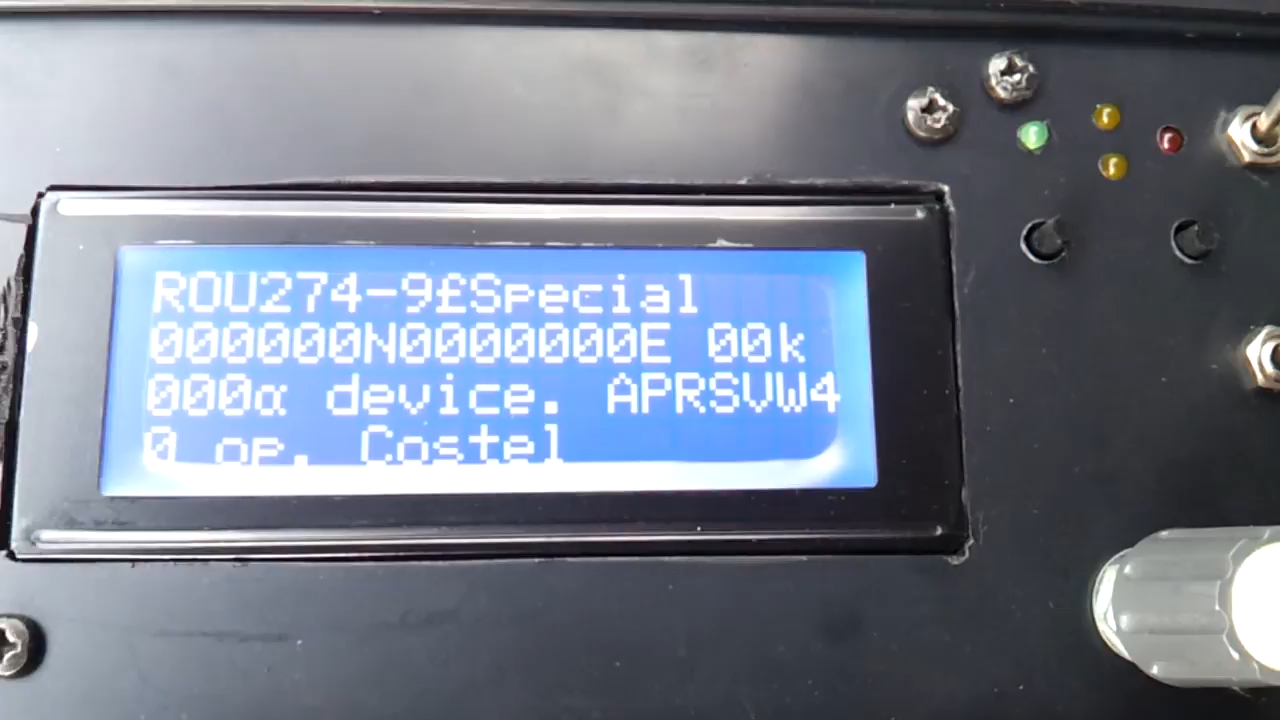 ROU274-9£Special
000000N0000000E 00k
000α device. APRSVW4
0 op. Costel